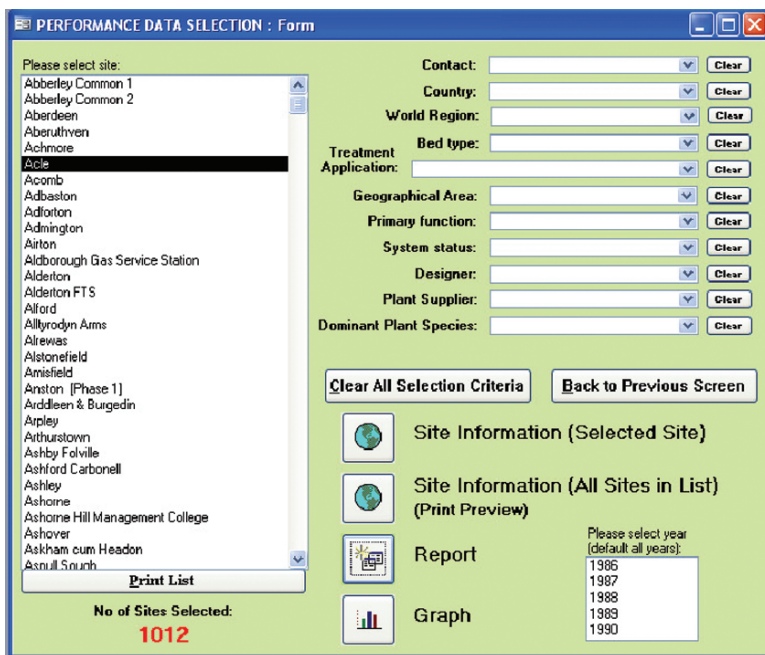 PERFORMANCE DATA SELECTION : Form
Please select site:
Abberley Common 1
Abberley Common 2
Aberdeen
Aberuthven
Achmore
Acle
Acomb
Adbaston
Adforton
Admington
Airton
Aldborough Gas Service Station
Alderton
Alderton FTS
Alford
Alltyrodyn Arms
Alrewas
Alstonefield
Amisfield
Anston [Phase 1]
Arddleen & Burgedin
Arpley
Arthurstown
Ashby Folville
Ashford Carbonell
Ashley
Ashorne
Ashorne Hill Management College
Ashover
Askham cum Headon
Aspull Sough
Print List
No of Sites Selected:
1012
Contact: Clear
Country: Clear
World Region: Clear
Bed type: Clear
Treatment
Application: Clear
Geographical Area: Clear
Primary function: Clear
System status: Clear
Designer: Clear
Plant Supplier: Clear
Dominant Plant Species: Clear
Clear All Selection Criteria
Back to Previous Screen
Site Information (Selected Site)
Site Information (All Sites in List)
(Print Preview)
Report
Graph
Please select year
(default all years):
1986
1987
1988
1989
1990